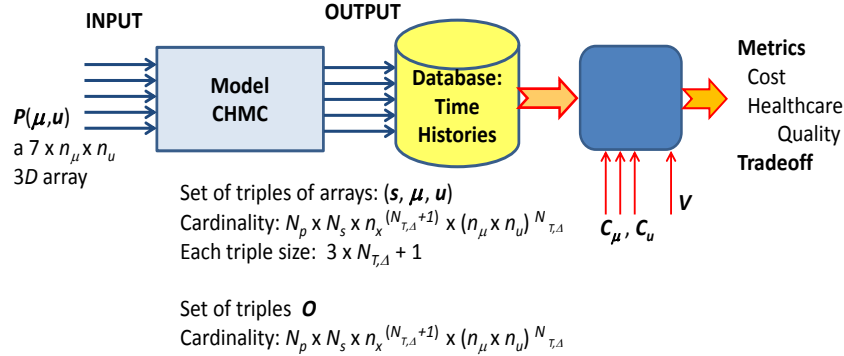 INPUT
OUTPUT
P(μ,u)
a 7 x nμ x nu
3D array
Model
CHMC
Database:
Time
Histories
Metrics
Cost
Healthcare
Quality
Tradeoff
Cμ , Cu
V
Set of triples of arrays: (s, μ, u)
Cardinality: Np x Ns x nx (NT,Δ+1) x (nμ x nu) NT,Δ
Each triple size: 3 x NT,Δ + 1
Set of triples O
Cardinality: Np x Ns x nx (NT,Δ+1) x (nμ x nu) NT,Δ